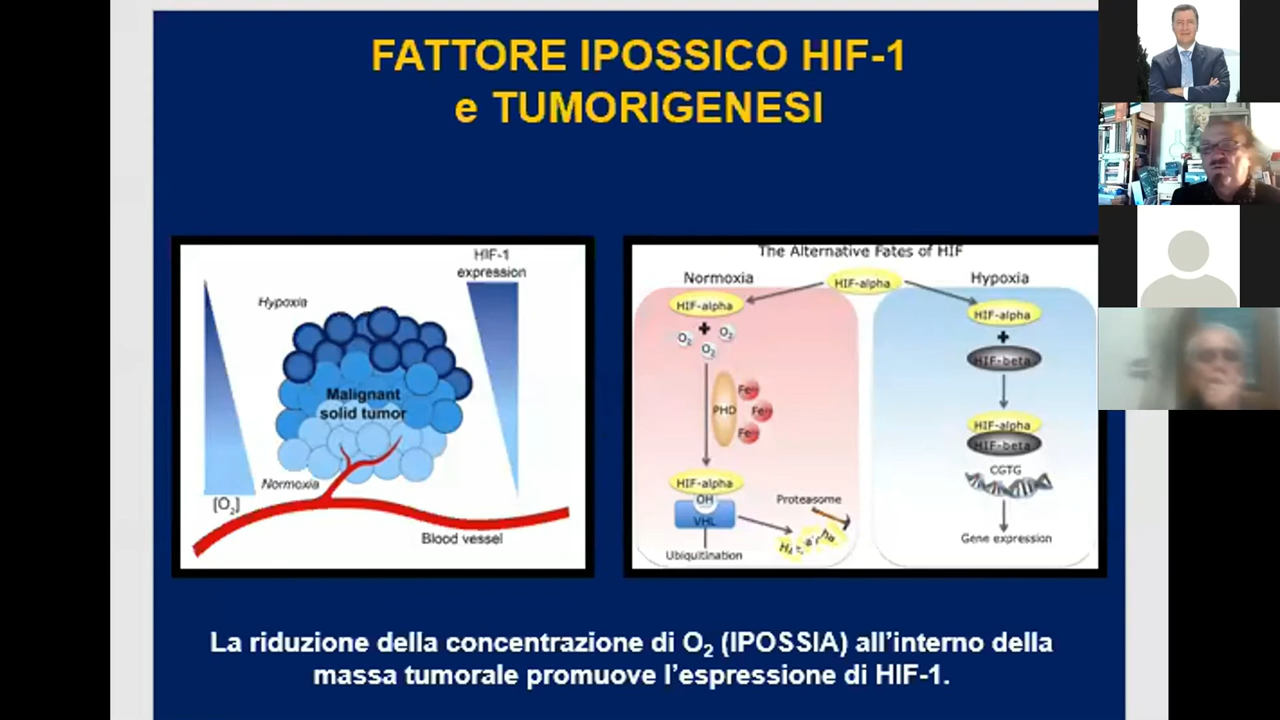 FATTORE IPOSSICO HIF-1
e TUMORIGENESI
HIF-1
expression
Hypoxia
Malignant
solid tumor
Normoxia
[O₂]
Blood vessel
The Alternative Fates of HIF
Normoxia
HIF-alpha
Hypoxia
HIF-alpha
+
O₂
O₂
O₂
PHD
Fe
Fe
Fe
HIF-alpha
OH
VHL
Ubiquitination
Proteasome
HIF-alpha
+
HIF-beta
HIF-alpha
HIF-beta
CGTG
Gene expression
La riduzione della concentrazione di O₂ (IPOSSIA) all'interno della
massa tumorale promuove l'espressione di HIF-1.